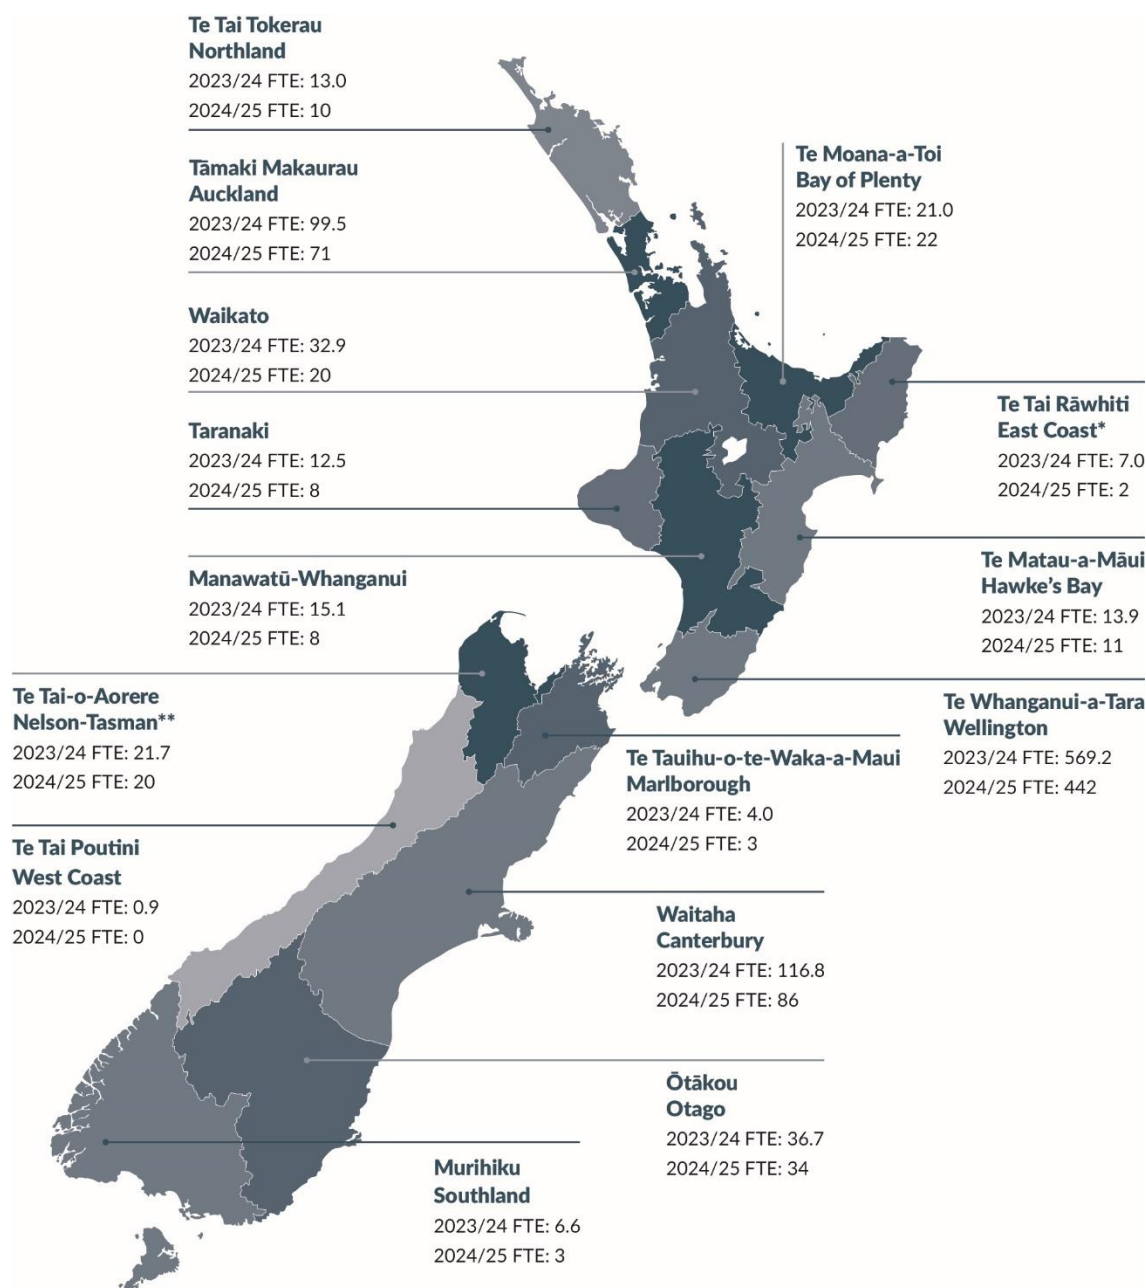 Te Tai Tokerau
Northland
2023/24 FTE: 13.0
2024/25 FTE: 10
Tāmaki Makaurau
Auckland
2023/24 FTE: 99.5
2024/25 FTE: 71
Waikato
2023/24 FTE: 32.9
2024/25 FTE: 20
Taranaki
2023/24 FTE: 12.5
2024/25 FTE: 8
Manawatū-Whanganui
2023/24 FTE: 15.1
2024/25 FTE: 8
Te Moana-a-Toi
Bay of Plenty
2023/24 FTE: 21.0
2024/25 FTE: 22
Te Tai Rāwhiti
East Coast*
2023/24 FTE: 7.0
2024/25 FTE: 2
Te Matau-a-Māui
Hawke's Bay
2023/24 FTE: 13.9
2024/25 FTE: 11
Te Whanganui-a-Tara
Wellington
2023/24 FTE: 569.2
2024/25 FTE: 442
Te Tai-o-Aorere
Nelson-Tasman**
2023/24 FTE: 21.7
2024/25 FTE: 20
Te Tauihu-o-te-Waka-a-Maui
Marlborough
2023/24 FTE: 4.0
2024/25 FTE: 3
Te Tai Poutini
West Coast
2023/24 FTE: 0.9
2024/25 FTE: 0
Waitaha
Canterbury
2023/24 FTE: 116.8
2024/25 FTE: 86
Ōtākou
Otago
2023/24 FTE: 36.7
2024/25 FTE: 34
Murihiku
Southland
2023/24 FTE: 6.6
2024/25 FTE: 3